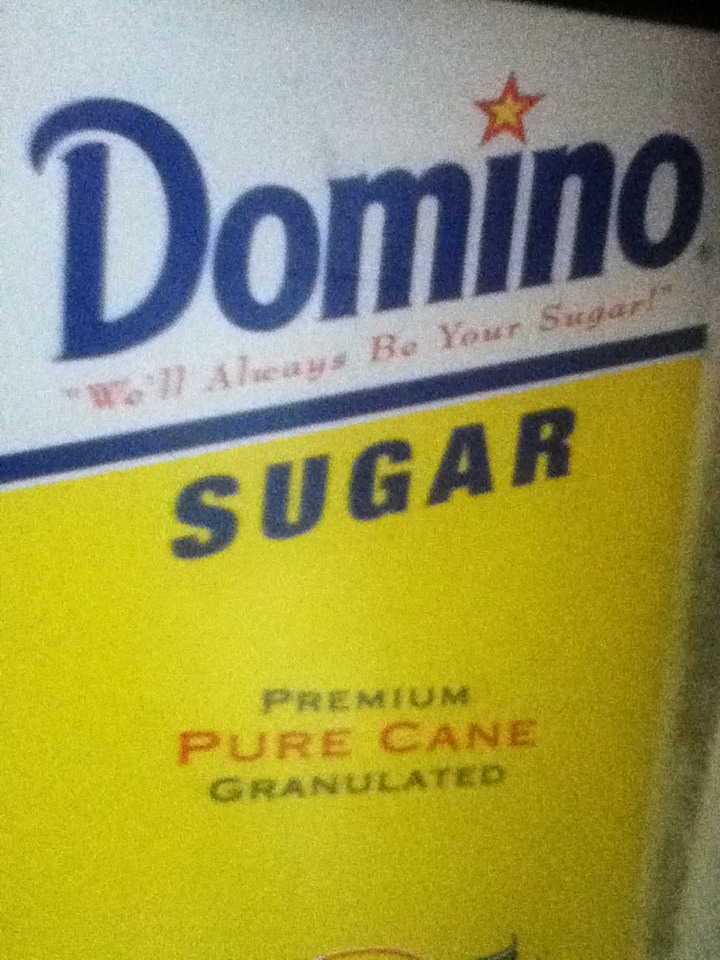 Domino
"We'll Always Be Your Sugar!"
SUGAR
PREMIUM
PURE CANE
GRANULATED